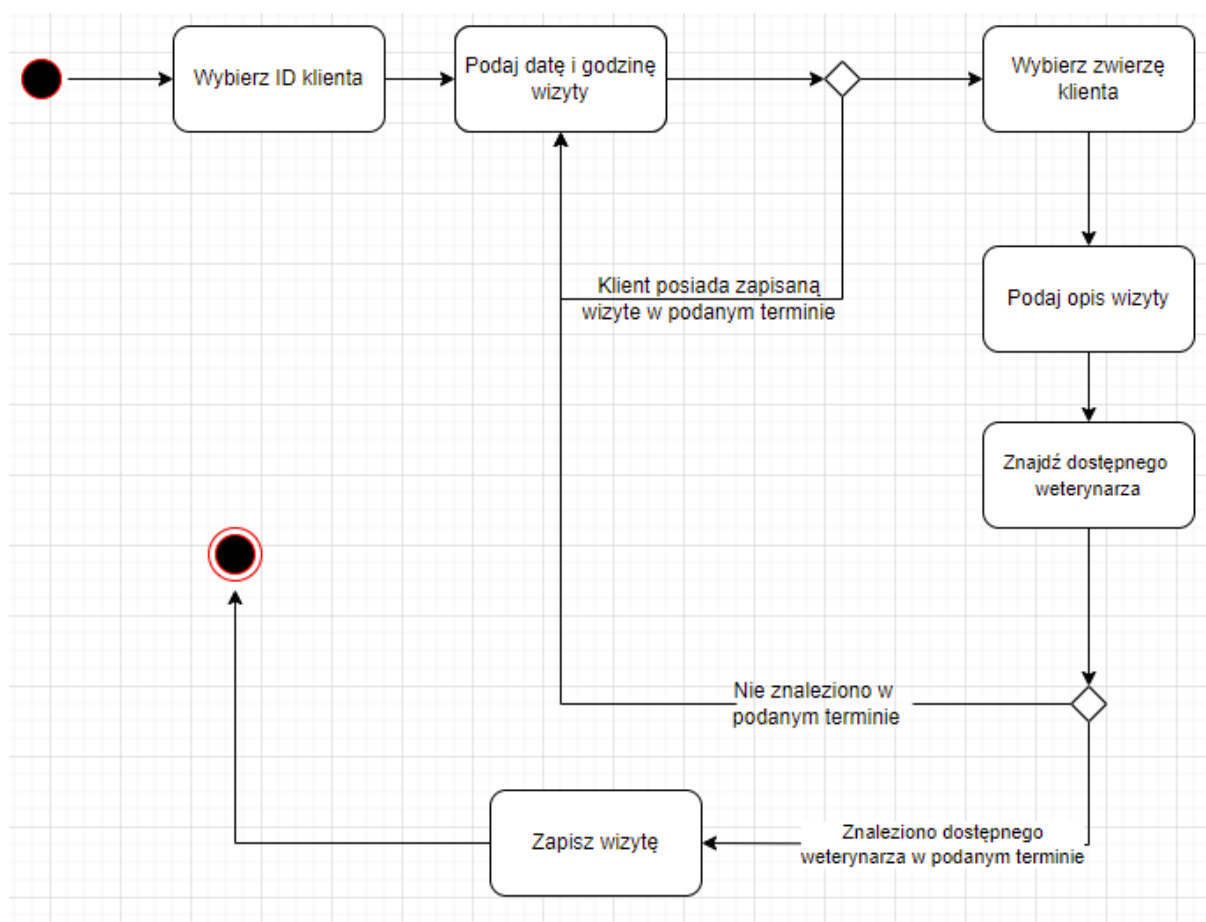 Wybierz ID klienta
Podaj datę i godzinę
wizyty
Wybierz zwierzę
klienta
Klient posiada zapisaną
wizyte w podanym terminie
Podaj opis wizyty
Znajdź dostępnego
weterynarza
Nie znaleziono w
podanym terminie
Zapisz wizytę
Znaleziono dostępnego
weterynarza w podanym terminie